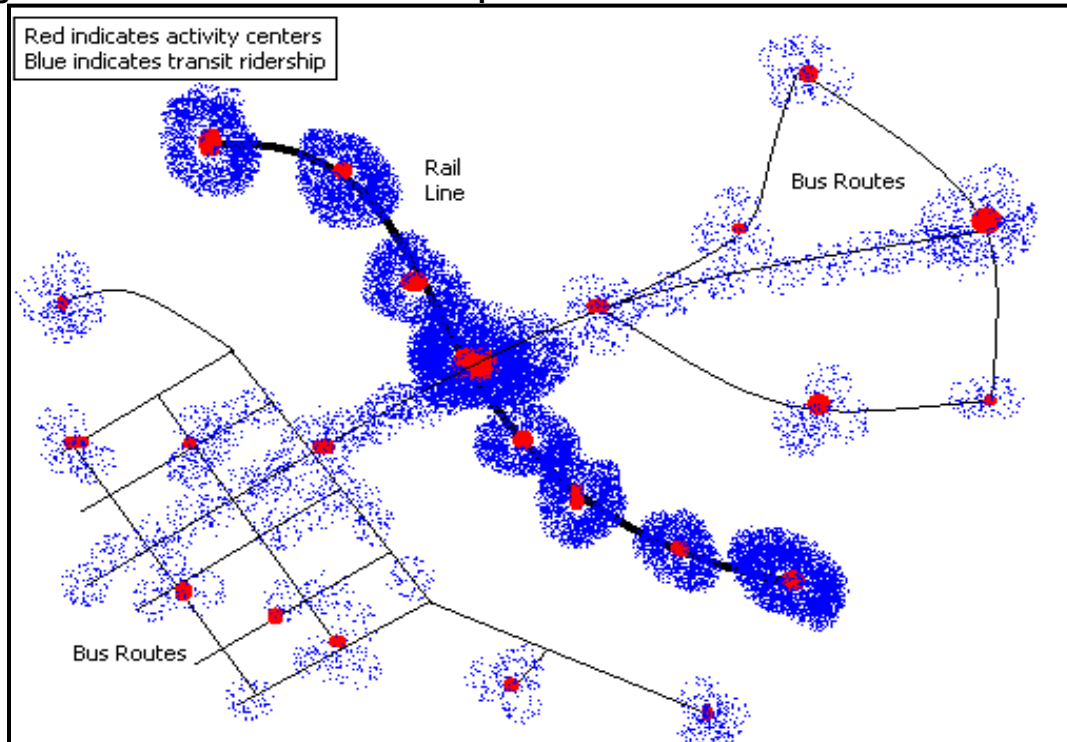 Red indicates activity centers
Blue indicates transit ridership
Rail
Line
Bus Routes
Bus Routes